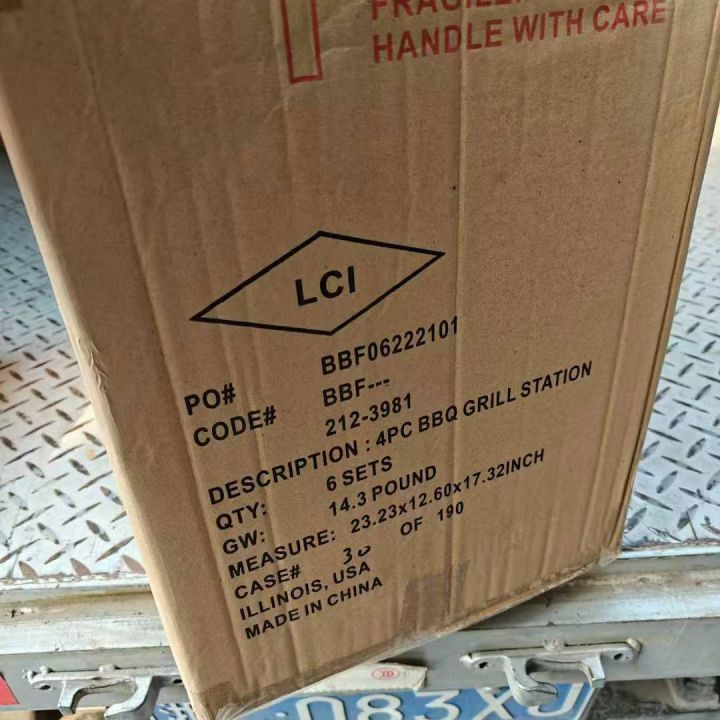 HANDLE WITH CARE
LCI
PO# BBF06222101
CODE# BBF---
212-3981
DESCRIPTION : 4PC BBQ GRILL STATION
QTY: 6 SETS
GW: 14.3 POUND
MEASURE: 23.23x12.60x17.32INCH
CASE# 30 OF 190
ILLINOIS, USA
MADE IN CHINA